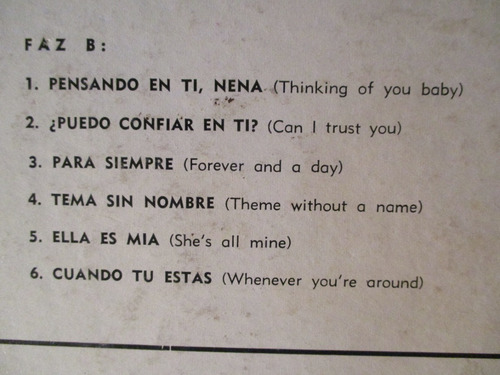 FAZ B:
1. PENSANDO EN TI, NENA (Thinking of you baby)
2. ¿PUEDO CONFIAR EN TI? (Can I trust you)
3. PARA SIEMPRE (Forever and a day)
4. TEMA SIN NOMBRE (Theme without a name)
5. ELLA ES MIA (She's all mine)
6. CUANDO TU ESTAS (Whenever you're around)